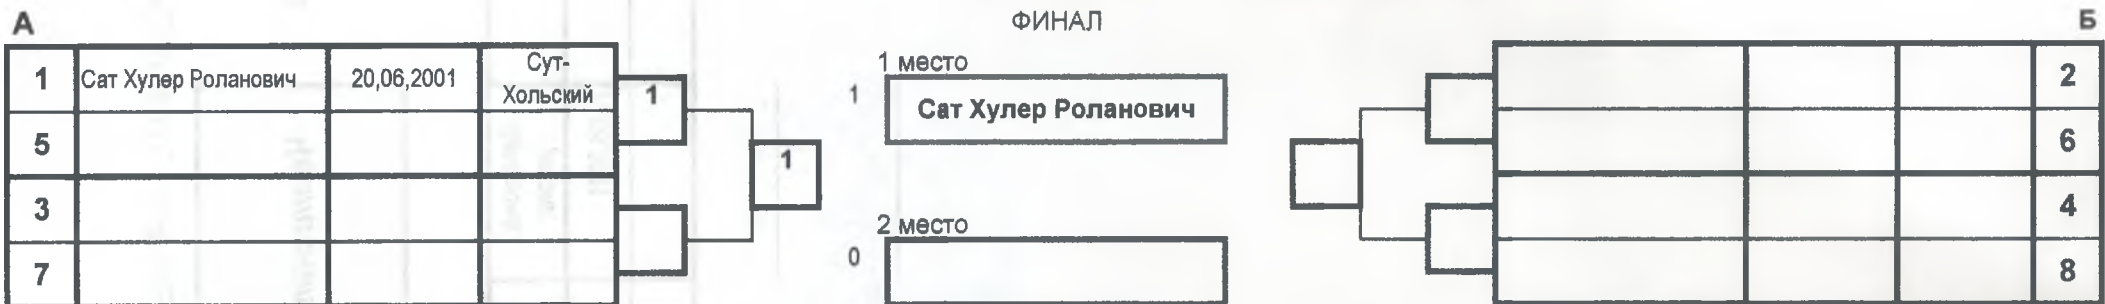 А
ФИНАЛ
Б
1 Сат Хулер Роланович 20,06,2001 Сут-
Хольский
5
3
7
1
1
1 место
1 Сат Хулер Роланович
2 место
0
2
6
4
8